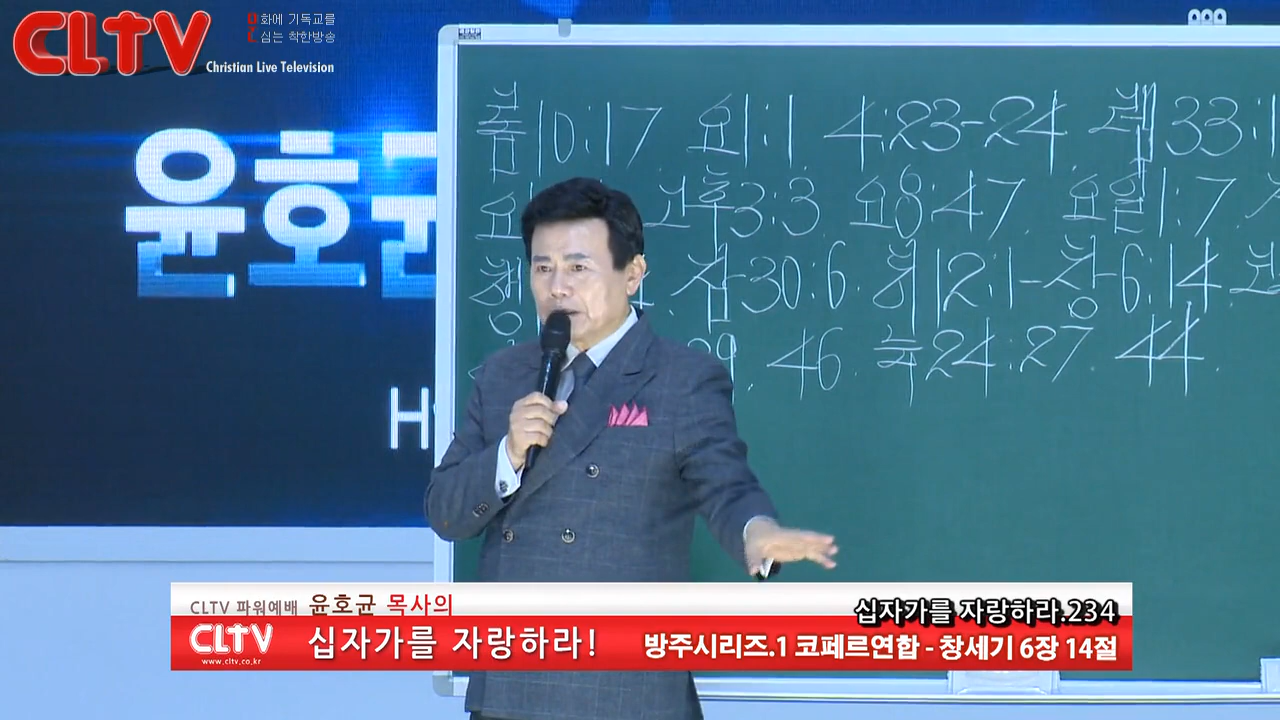 CLTV
문화에 기독교를
심는 착한방송
Christian Live Television
윤호균
롬10:17 요1:1 4:23-24 렘33:1
고후3:3 요8:47 요일1:7
잠30:6 히12:1- 창6:14
29. 46 눅24:27 44
CLTV 파워예배 윤호균 목사의
십자가를 자랑하라.234
CLTV
www.cltv.co.kr
십자가를 자랑하라!
방주시리즈.1 코페르연합 - 창세기 6장 14절